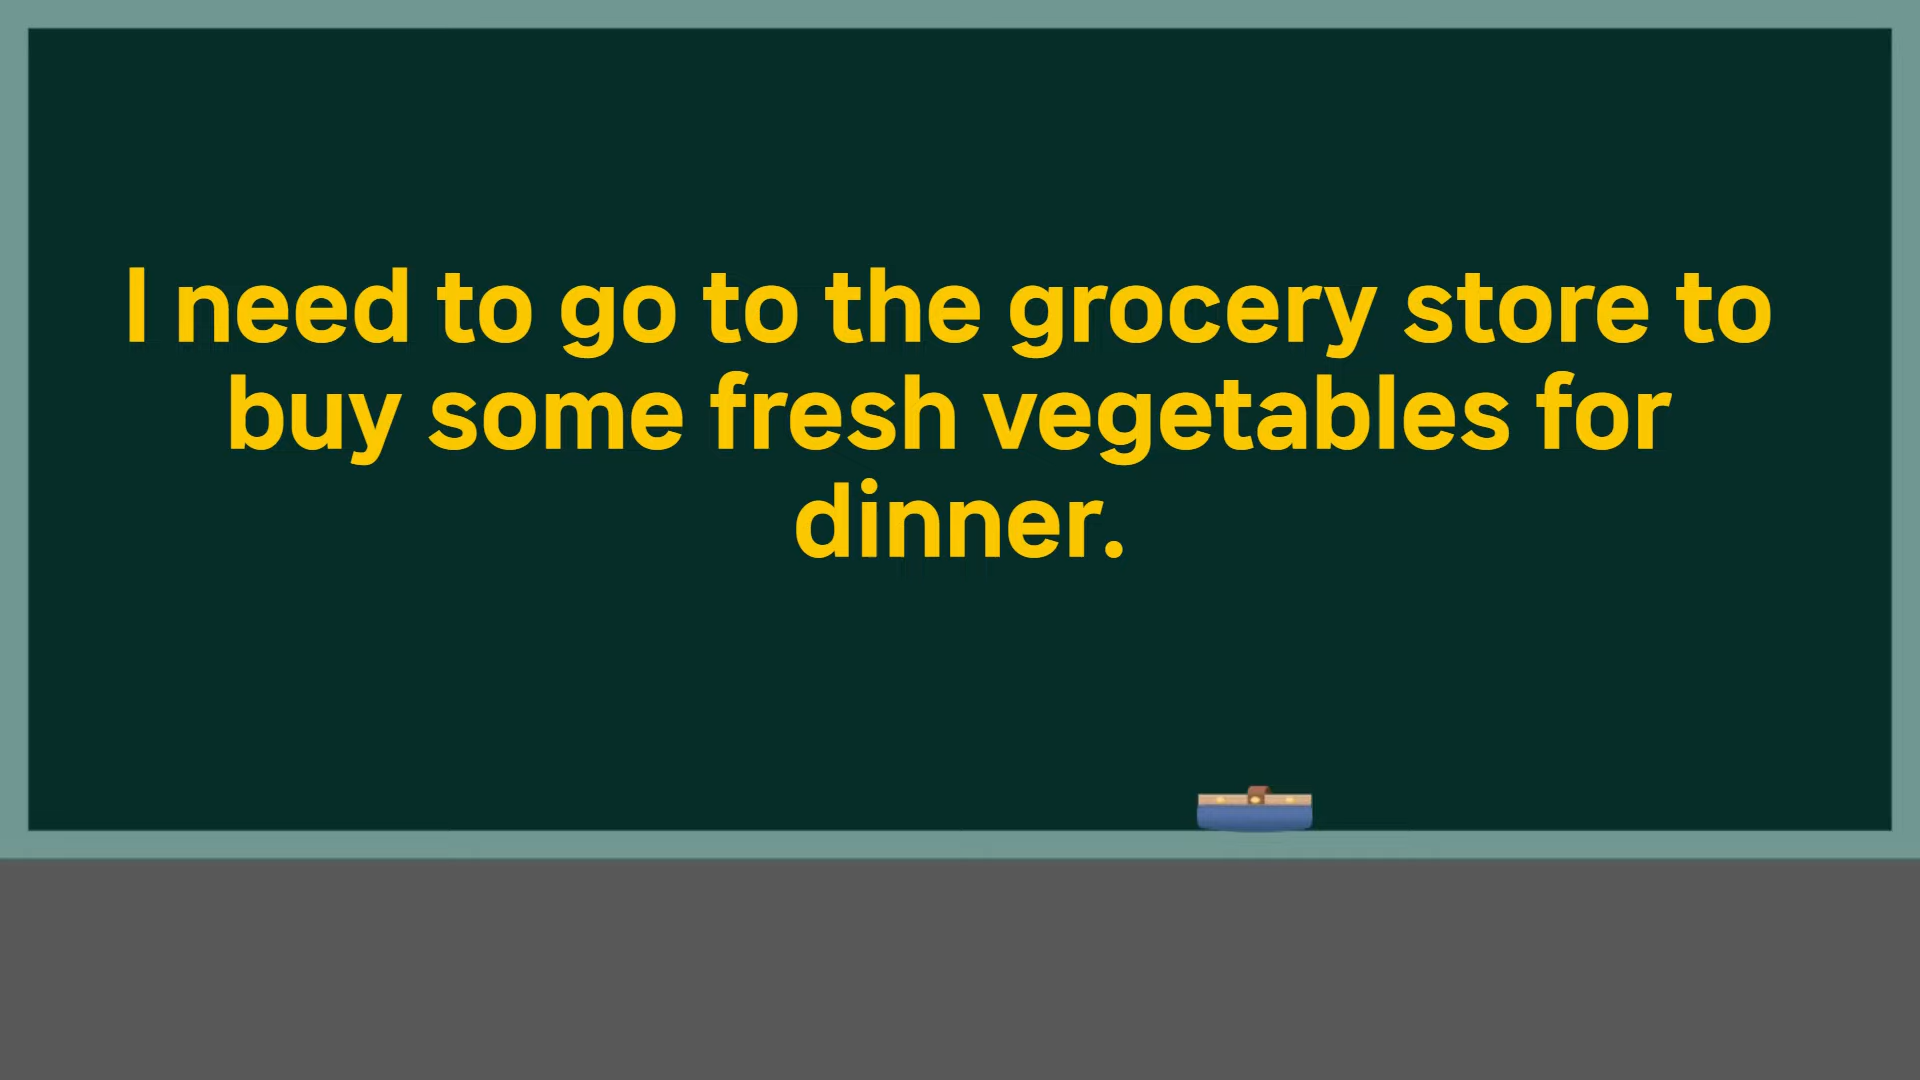 I need to go to the grocery store to
buy some fresh vegetables for
dinner.